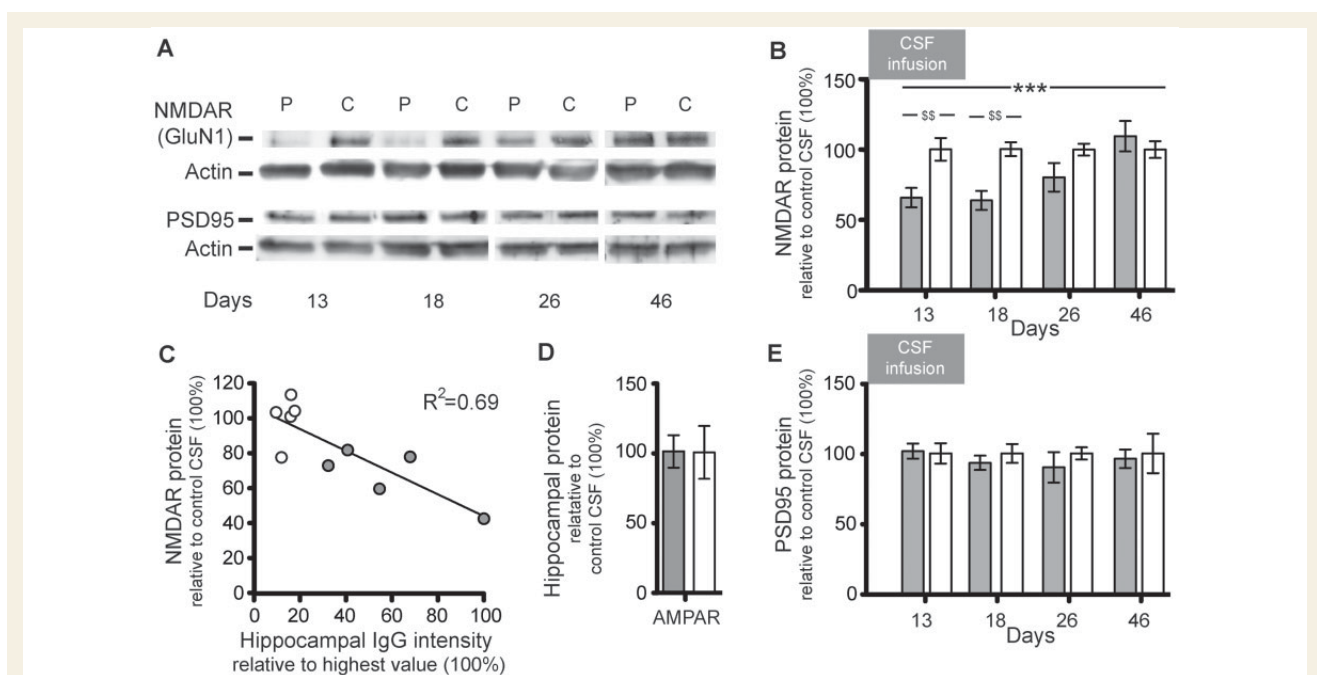 A
P C P C P C P C
NMDAR
(GluN1)
Actin
PSD95
Actin
Days 13 18 26 46
B
CSF
infusion
NMDAR protein
relative to control CSF (100%)
150
100
50
0
***
$$ $$
13 18 26 46
Days
C
NMDAR protein
relative to control CSF (100%)
120
100
80
60
40
20
0
R²=0.69
0 20 40 60 80 100
Hippocampal IgG intensity
relative to highest value (100%)
D
Hippocampal protein
relatative to
control CSF (100%)
150
100
50
0
AMPAR
E
CSF
infusion
PSD95 protein
relative to control CSF (100%)
150
100
50
0
13 18 26 46
Days